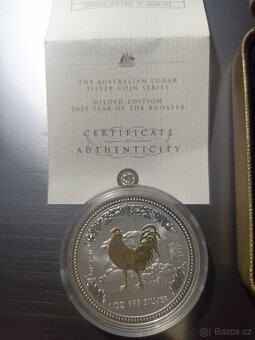 THE AUSTRALIAN LUNAR
SILVER COIN SERIES
GILDED EDITION
2005 YEAR OF THE ROOSTER
CERTIFICATE
OF
AUTHENTICITY
1 OZ 999 SILVER
Bazos.cz